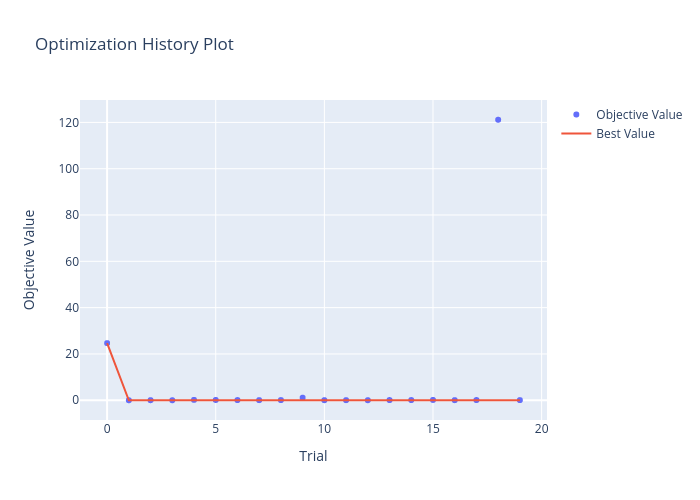 Optimization History Plot
Objective Value
Best Value
120
100
80
60
40
20
0
Objective Value
0
5
10
15
20
Trial